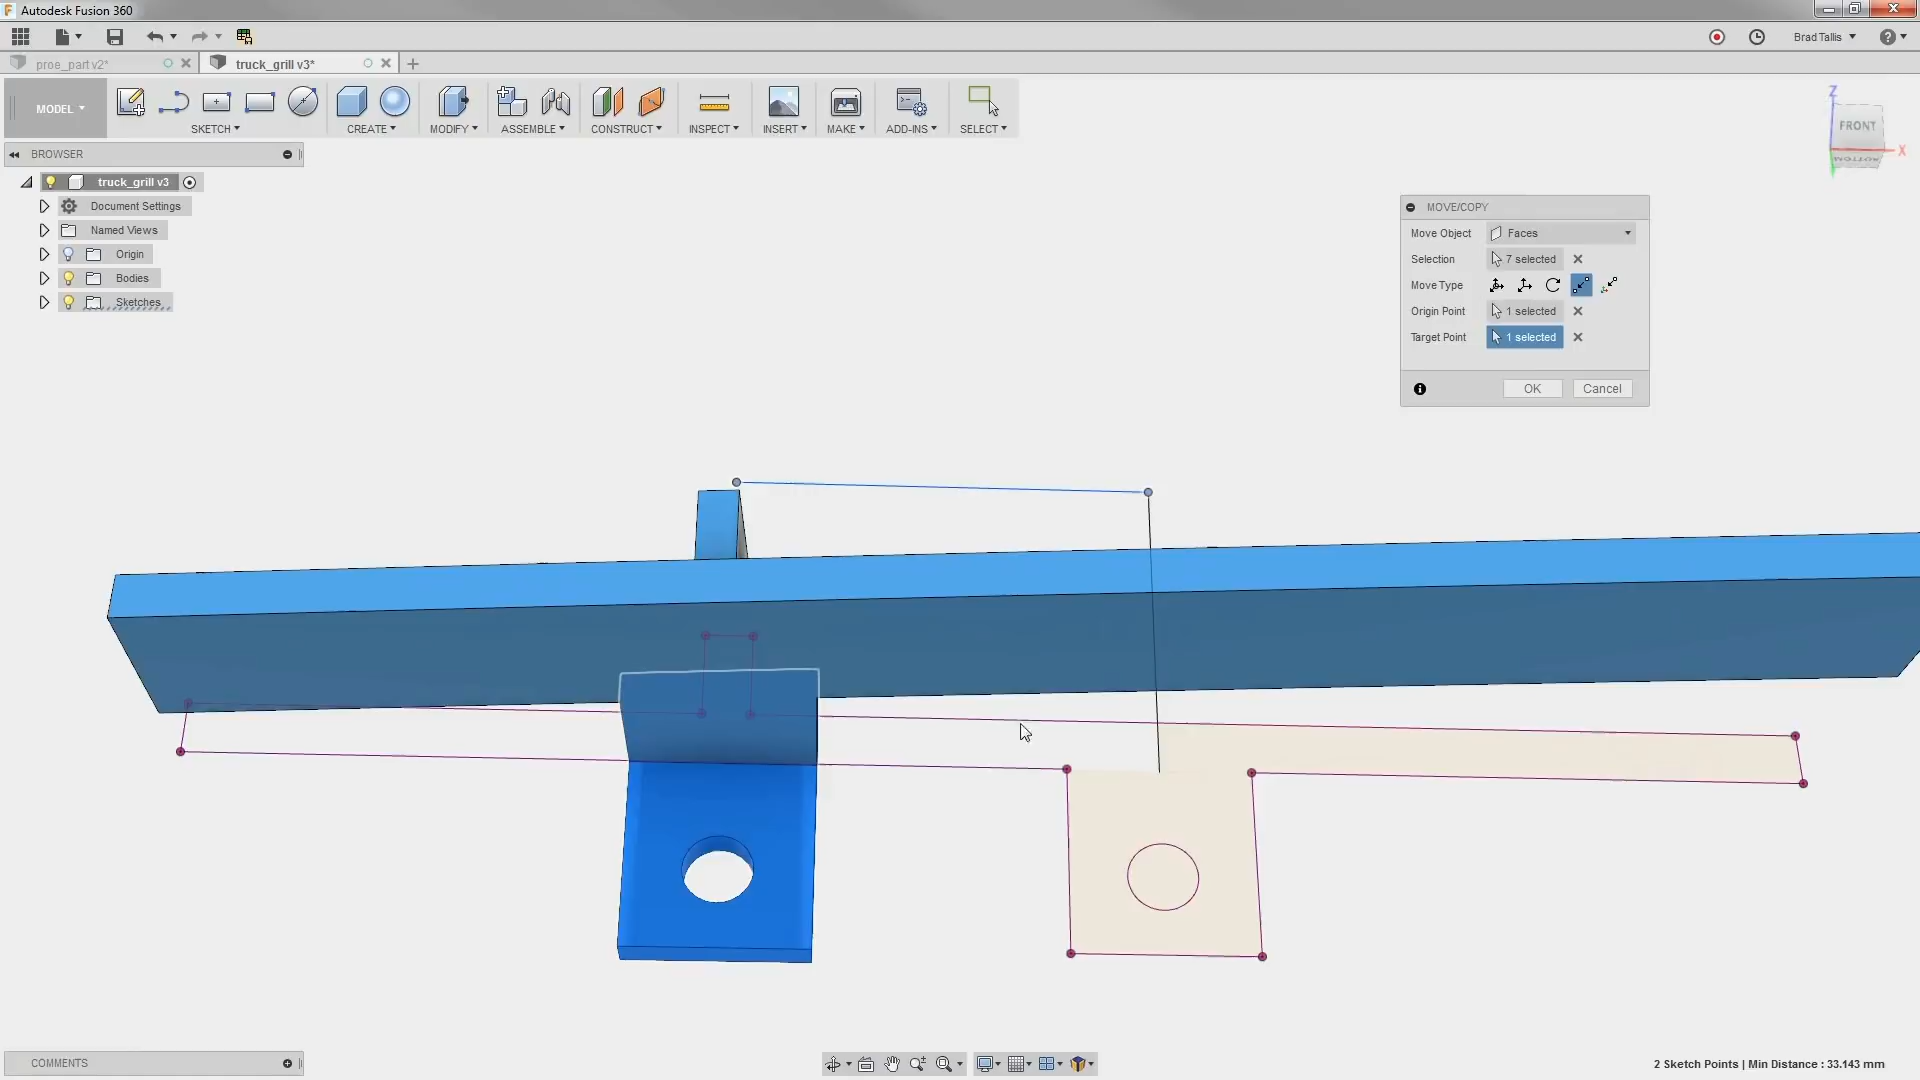 Autodesk Fusion 360
Brad Tallis
proe_part v2*
truck_grill v3*
MODEL
SKETCH
CREATE
MODIFY
ASSEMBLE
CONSTRUCT
INSPECT
INSERT
MAKE
ADD-INS
SELECT
Z
FRONT
BOTTOM
X
BROWSER
truck_grill v3
Document Settings
Named Views
Origin
Bodies
Sketches
MOVE/COPY
Move Object Faces
Selection 7 selected
Move Type
Origin Point 1 selected
Target Point 1 selected
OK Cancel
COMMENTS
2 Sketch Points | Min Distance : 33.143 mm